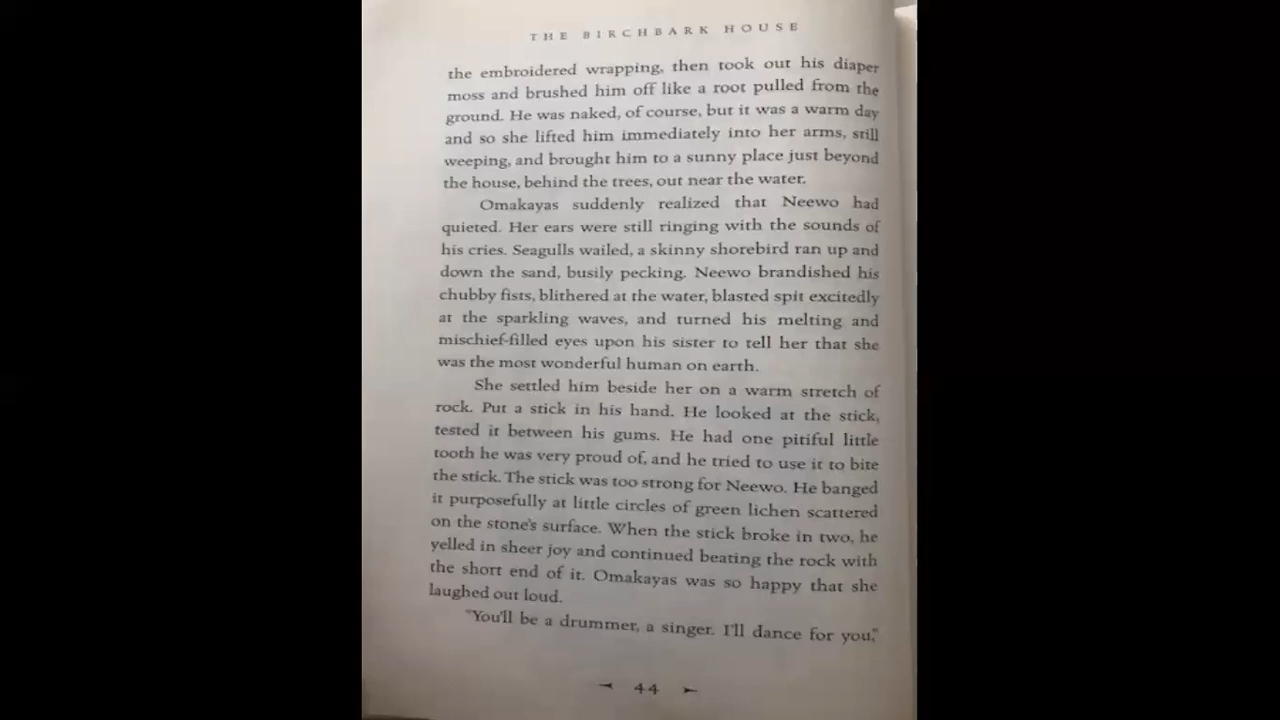 THE BIRCHBARK HOUSE
the embroidered wrapping, then took out his diaper
moss and brushed him off like a root pulled from the
ground. He was naked, of course, but it was a warm day
and so she lifted him immediately into her arms, still
weeping, and brought him to a sunny place just beyond
the house, behind the trees, out near the water.
Omakayas suddenly realized that Neewo had
quieted. Her ears were still ringing with the sounds of
his cries. Seagulls wailed, a skinny shorebird ran up and
down the sand, busily pecking. Neewo brandished his
chubby fists, blithered at the water, blasted spit excitedly
at the sparkling waves, and turned his melting and
mischief-filled eyes upon his sister to tell her that she
was the most wonderful human on earth.
She settled him beside her on a warm stretch of
rock. Put a stick in his hand. He looked at the stick,
tested it between his gums. He had one pitiful little
tooth he was very proud of, and he tried to use it to bite
the stick. The stick was too strong for Neewo. He banged
it purposefully at little circles of green lichen scattered
on the stone's surface. When the stick broke in two, he
yelled in sheer joy and continued beating the rock with
the short end of it. Omakayas was so happy that she
laughed out loud.
"You'll be a drummer, a singer. I'll dance for you,"
44